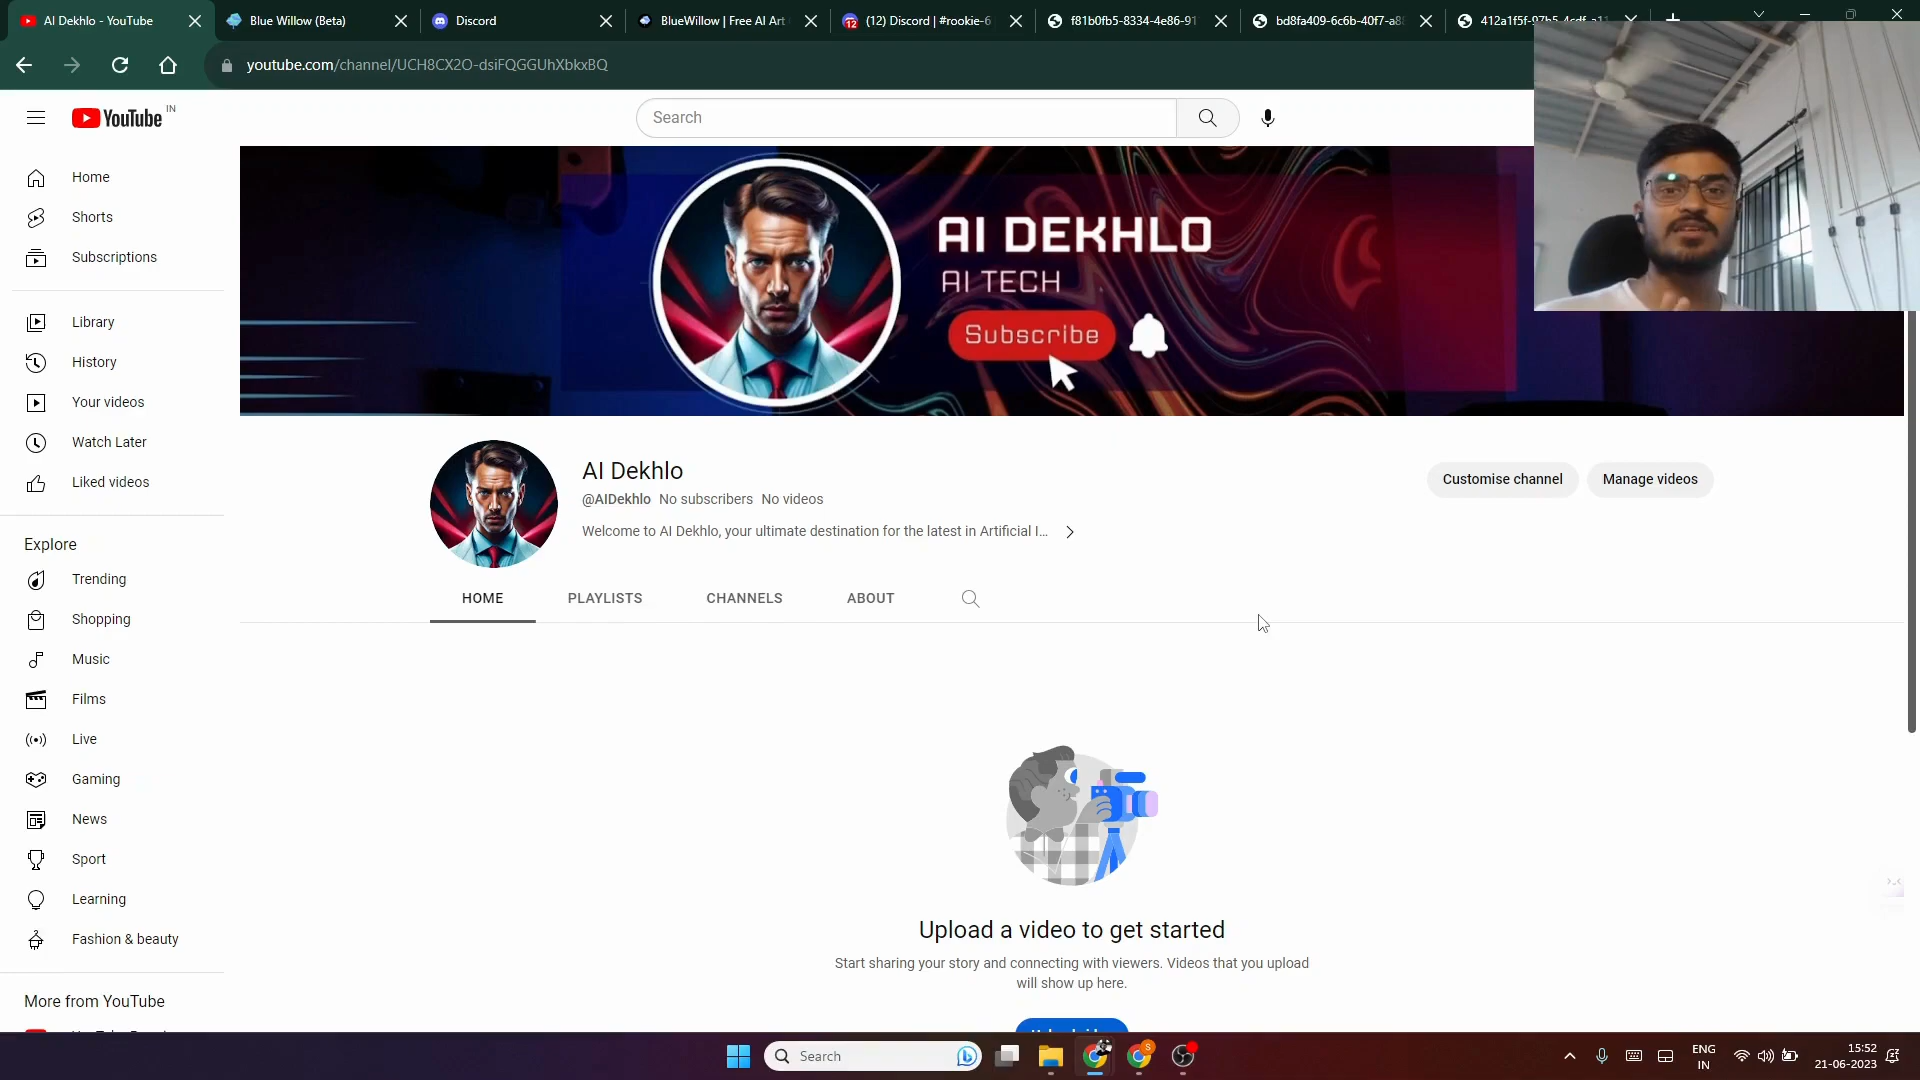 AI Dekhlo - YouTube
Blue Willow (Beta)
Discord
BlueWillow | Free AI Art
(12) Discord | #rookie-6
f81b0fb5-8334-4e86-91
bd8fa409-6c6b-40f7-a8
youtube.com/channel/UCH8CX2O-dsiFQGGUhXbkxBQ
YouTube IN
Search
Home
Shorts
Subscriptions
Library
History
Your videos
Watch Later
Liked videos
Explore
Trending
Shopping
Music
Films
Live
Gaming
News
Sport
Learning
Fashion & beauty
More from YouTube
AI DEKHLO
AI TECH
Subscribe
AI Dekhlo
@AIDekhlo No subscribers No videos
Welcome to AI Dekhlo, your ultimate destination for the latest in Artificial I...
Customise channel
Manage videos
HOME
PLAYLISTS
CHANNELS
ABOUT
Upload a video to get started
Start sharing your story and connecting with viewers. Videos that you upload
will show up here.
Search
ENG
IN
15:52
21-06-2023